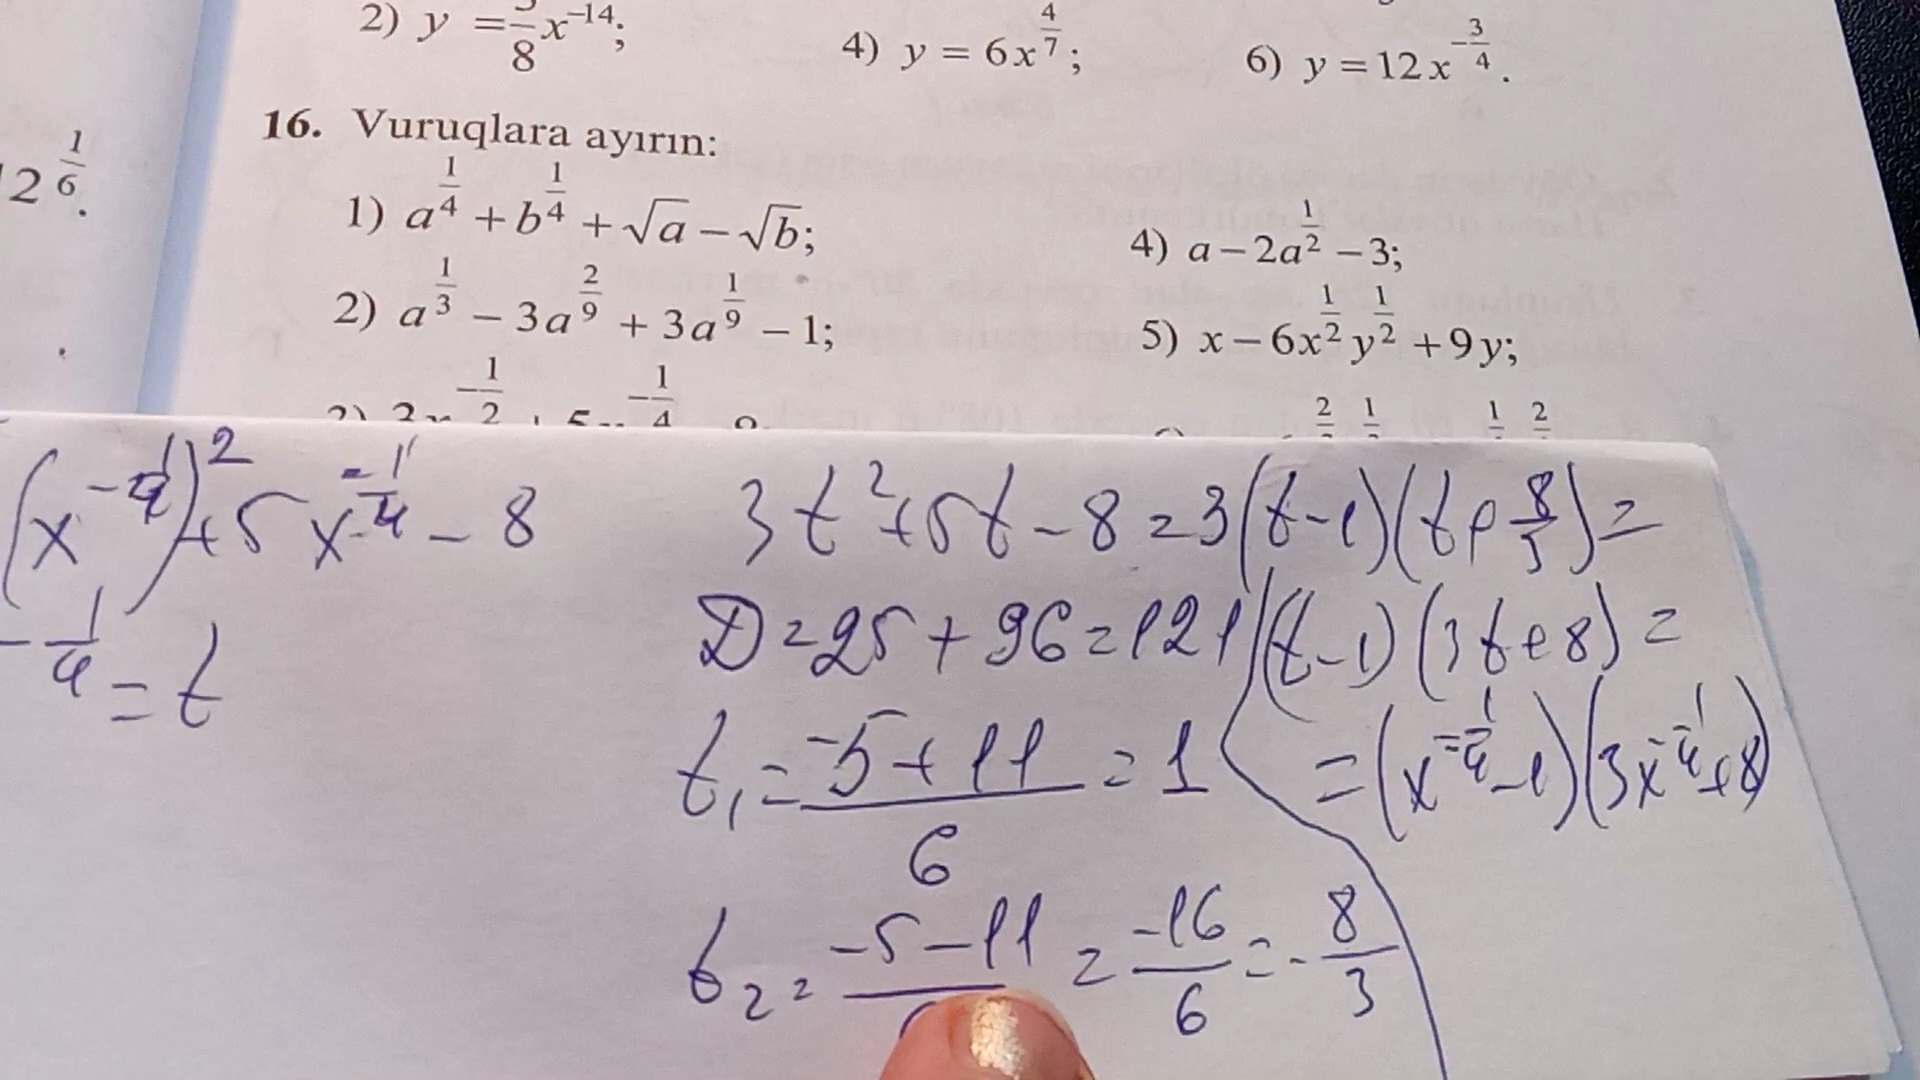 2) y = —/8 x^{-14};
4) y = 6x^{4/7};
6) y = 12x^{-3/4}.
2^{1/6}.
16. Vuruqlara ayırın:
1) a^{1/4} + b^{1/4} + √a – √b;
4) a – 2a^{1/2} – 3;
2) a^{1/3} – 3a^{2/9} + 3a^{1/9} – 1;
5) x – 6x^{1/2} y^{1/2} + 9y;
(x^{-1/4})^2 + 5x^{-1/4} - 8
3t^2 + 5t - 8 = 3(t-1)(t+8/3) =
-1/4 = t
D = 25 + 96 = 121
(t-1)(3t+8) =
t₁ = (-5+11)/6 = 1
= (x^{-1/4} - 1)(3x^{-1/4} + 8)
t₂ = -5-11 = -16/6 = -8/3